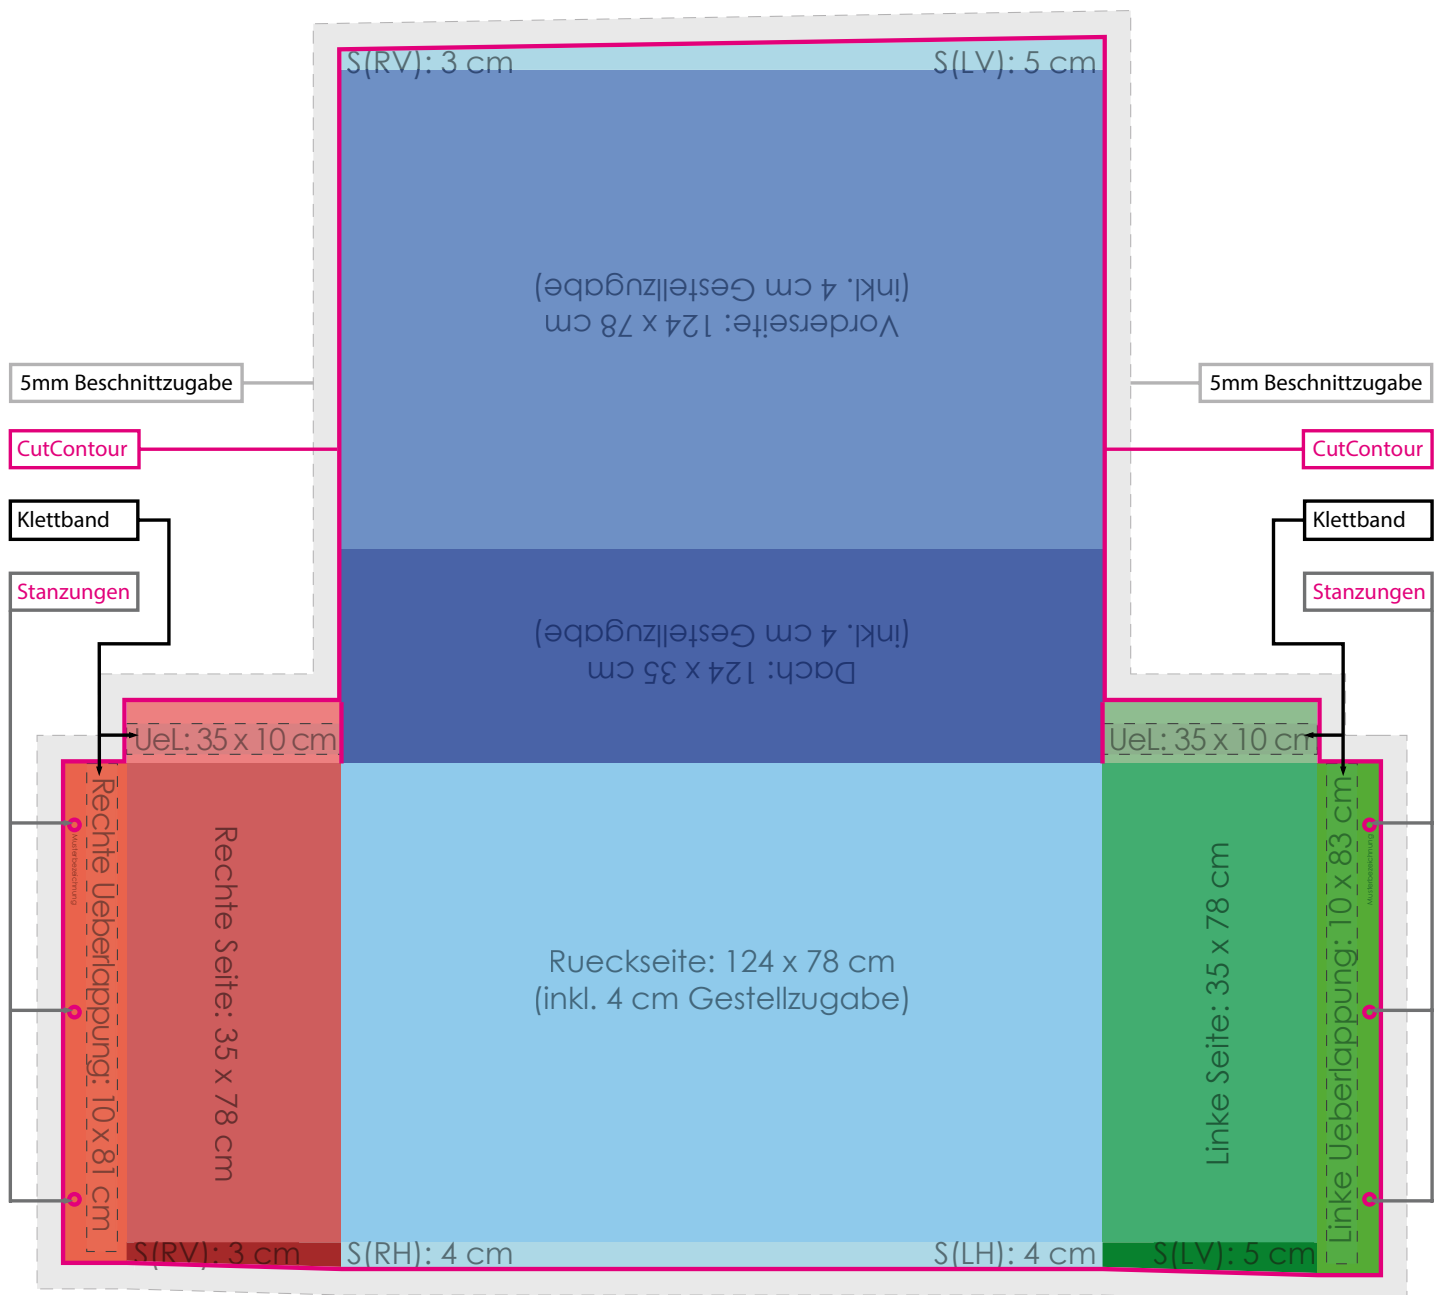 S(RV): 3 cm
S(LV): 5 cm
Vorderseite: 124 x 78 cm
(inkl. 4 cm Gestellzugabe)
5mm Beschnittzugabe
5mm Beschnittzugabe
CutContour
CutContour
Klettband
Klettband
Stanzungen
Stanzungen
Dach: 124 x 35 cm
(inkl. 4 cm Gestellzugabe)
UeL: 35 x 10 cm
UeL: 35 x 10 cm
Musterbezeichnung
Rechte Ueberlappung: 10 x 81 cm
Rechte Seite: 35 x 78 cm
Rueckseite: 124 x 78 cm
(inkl. 4 cm Gestellzugabe)
Linke Seite: 35 x 78 cm
Linke Ueberlappung: 10 x 83 cm
Musterbezeichnung
S(RV): 3 cm
S(RH): 4 cm
S(LH): 4 cm
S(LV): 5 cm